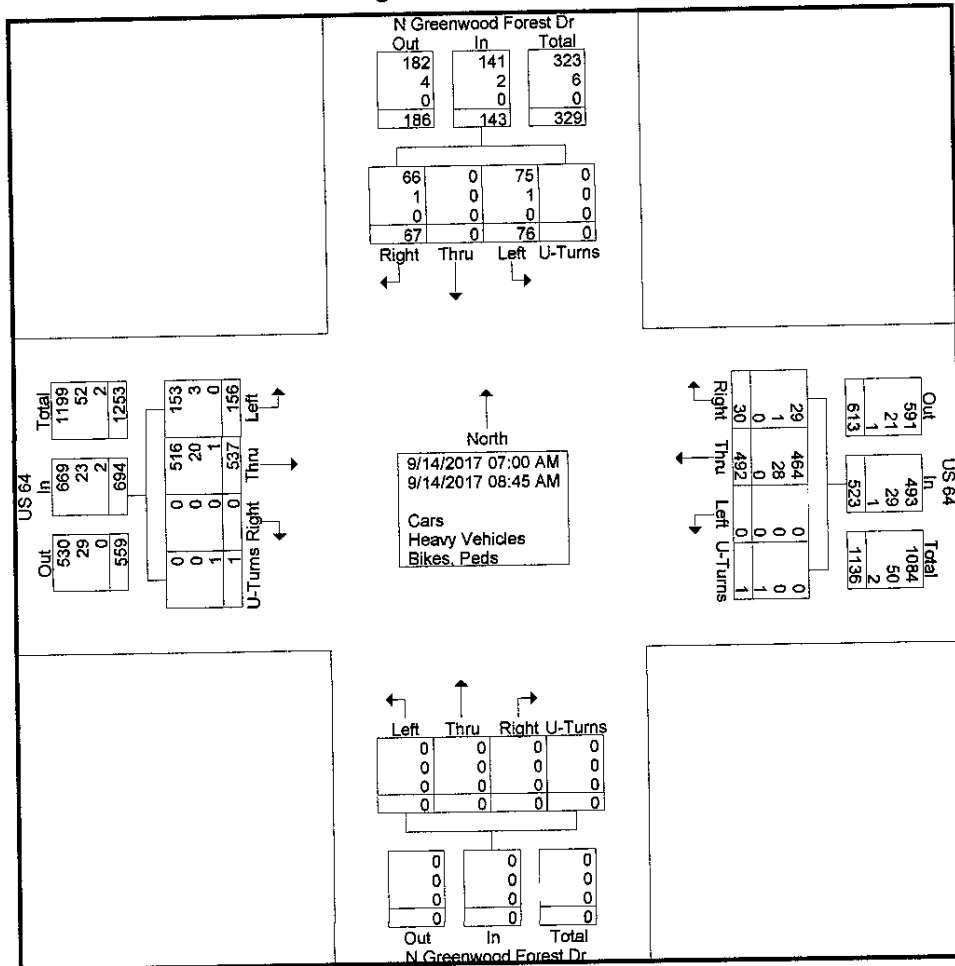 N Greenwood Forest Dr
Out In Total
182 141 323
4 2 6
0 0 0
186 143 329
66 0 75 0
1 0 1 0
0 0 0 0
67 0 76 0
Right Thru Left U-Turns
US 64
Total In Out
1199 669 530
52 23 29
2 2 0
1253 694 559
153 516 0 0
3 20 0 0
0 1 0 1
156 537 0 1
Left Thru Right U-Turns
North
9/14/2017 07:00 AM
9/14/2017 08:45 AM
Cars
Heavy Vehicles
Bikes, Peds
Right Thru Left U-Turns
30 492 0 1
0 0 0 1
1 28 0 0
29 464 0 0
Out In Total
591 493 1084
21 29 50
1 1 2
613 523 1136
US 64
Left Thru Right U-Turns
0 0 0 0
0 0 0 0
0 0 0 0
0 0 0 0
0 0 0
0 0 0
0 0 0
0 0 0
Out In Total
N Greenwood Forest Dr